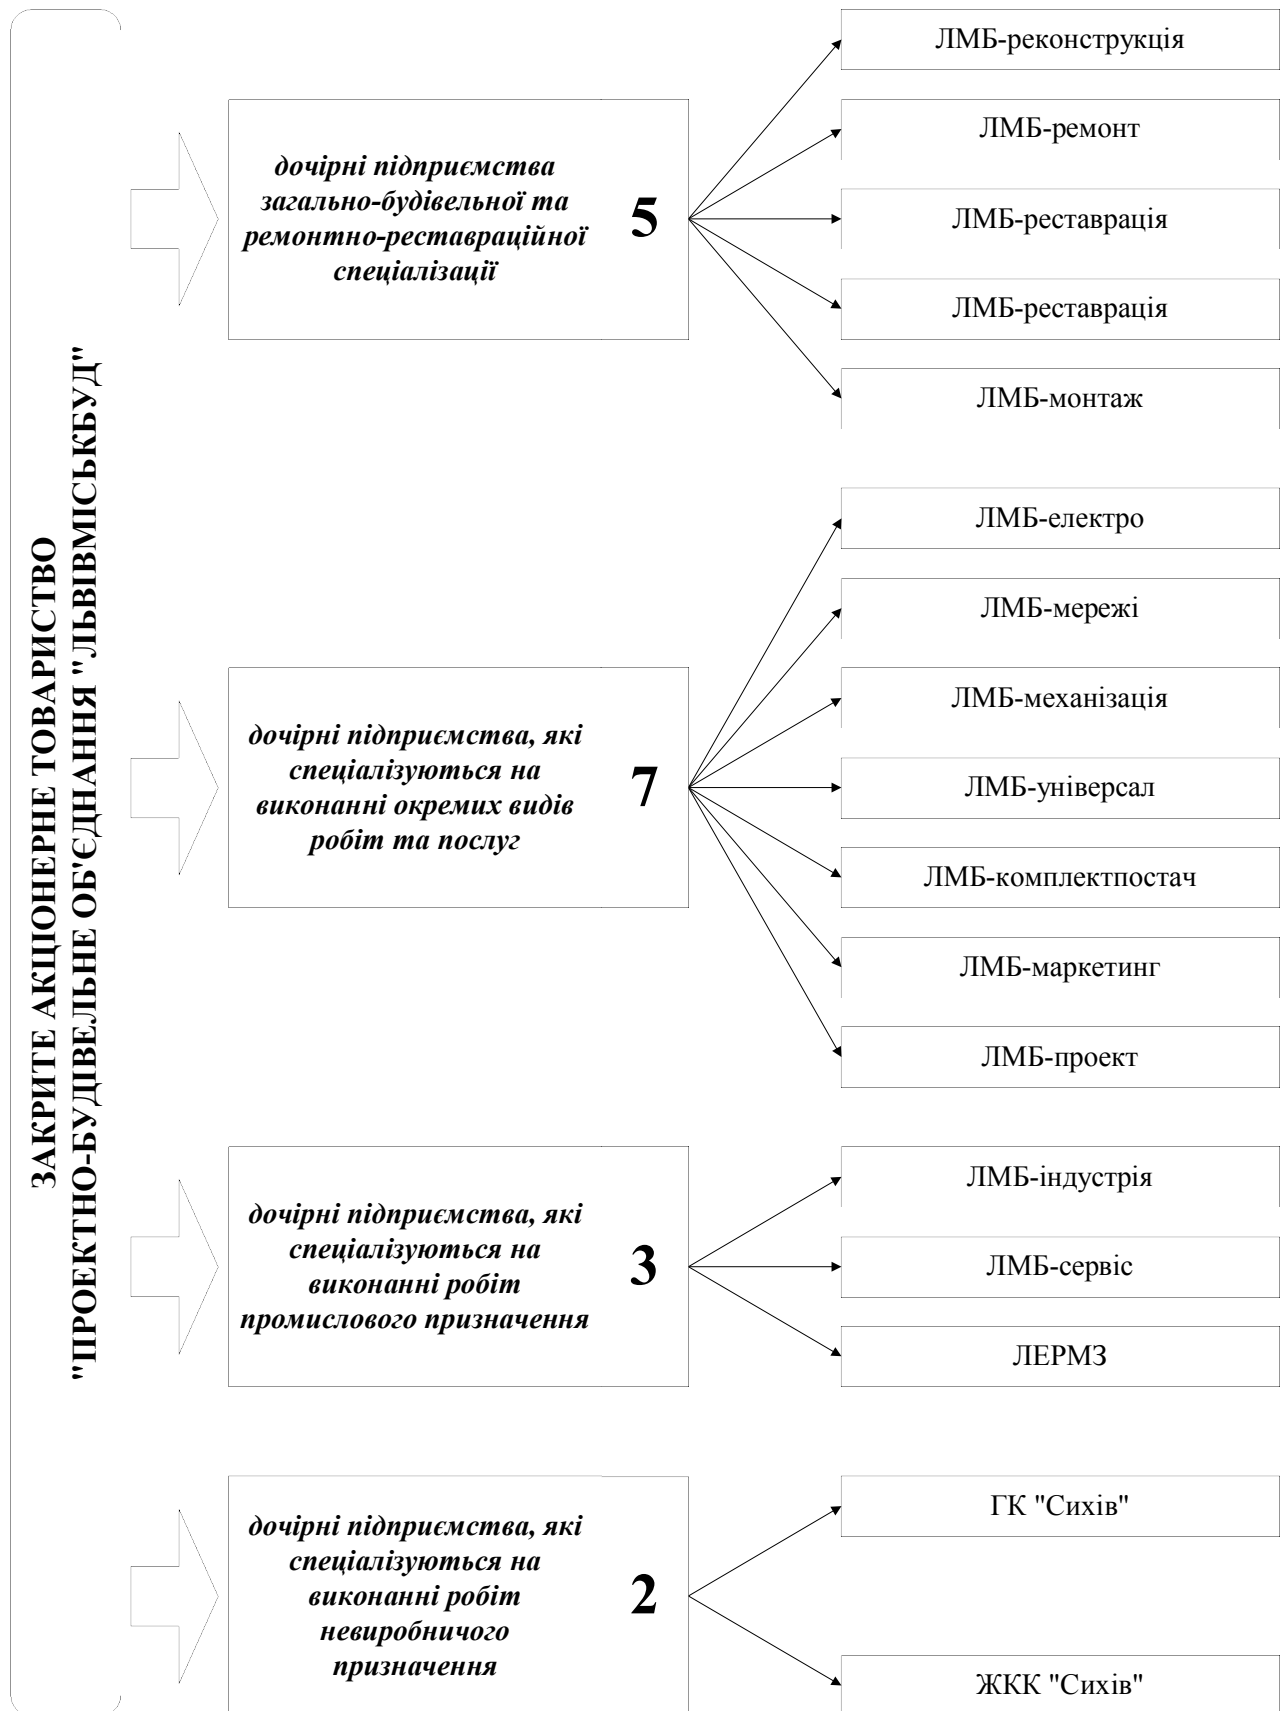 ЗАКРИТЕ АКЦІОНЕРНЕ ТОВАРИСТВО
"ПРОЕКТНО-БУДІВЕЛЬНЕ ОБ'ЄДНАННЯ "ЛЬВІВМІСЬКБУД"
дочірні підприємства
загально-будівельної та
ремонтно-реставраційної
спеціалізації
5
ЛМБ-реконструкція
ЛМБ-ремонт
ЛМБ-реставрація
ЛМБ-реставрація
ЛМБ-монтаж
дочірні підприємства, які
спеціалізуються на
виконанні окремих видів
робіт та послуг
7
ЛМБ-електро
ЛМБ-мережі
ЛМБ-механізація
ЛМБ-універсал
ЛМБ-комплектпостач
ЛМБ-маркетинг
ЛМБ-проект
дочірні підприємства, які
спеціалізуються на
виконанні робіт
промислового призначення
3
ЛМБ-індустрія
ЛМБ-сервіс
ЛЕРМЗ
дочірні підприємства, які
спеціалізуються на
виконанні робіт
невиробничого
призначення
2
ГК "Сихів"
ЖКК "Сихів"